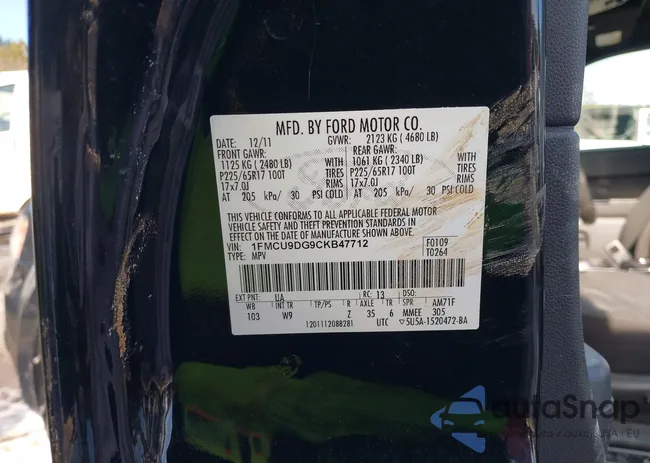 MFD. BY FORD MOTOR CO.
DATE: 12/11 GVWR: 2123 KG ( 4680 LB)
FRONT GAWR: REAR GAWR:
1125 KG ( 2480 LB) WITH 1061 KG ( 2340 LB) WITH
P225/65R17 100T TIRES P225/65R17 100T TIRES
17x7.0J RIMS 17x7.0J RIMS
AT 205 kPa/ 30 PSI COLD AT 205 kPa/ 30 PSI COLD
THIS VEHICLE CONFORMS TO ALL APPLICABLE FEDERAL MOTOR
VEHICLE SAFETY AND THEFT PREVENTION STANDARDS IN
EFFECT ON THE DATE OF MANUFACTURE SHOWN ABOVE.
VIN: 1FMCU9DG9CKB47712 F0109
TYPE: MPV T0264
EXT PNT: UA RC: 13 DSO:
WB INT TR TP/PS R AXLE TR SPR AM71F
103 W9 Z 35 6 MMEE 305
1201112088281 UTC 5U5A-1520472-BA
autoSnap